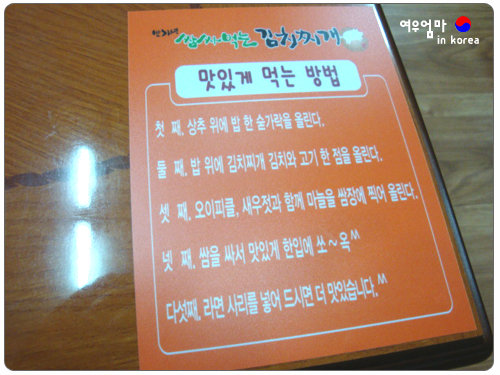 여우엄마
in korea
쌈싸먹는 김치찌개
맛있게 먹는 방법
첫 째, 상추 위에 밥 한 숟가락을 올린다.
둘 째, 밥 위에 김치찌개 김치와 고기 한 점을 올린다.
셋 째, 오이피클, 새우젓과 함께 마늘을 쌈장에 찍어 올린다.
넷 째, 쌈을 싸서 맛있게 한입에 쏘~옥^^
다섯째, 라면 사리를 넣어 드시면 더 맛있습니다.^^